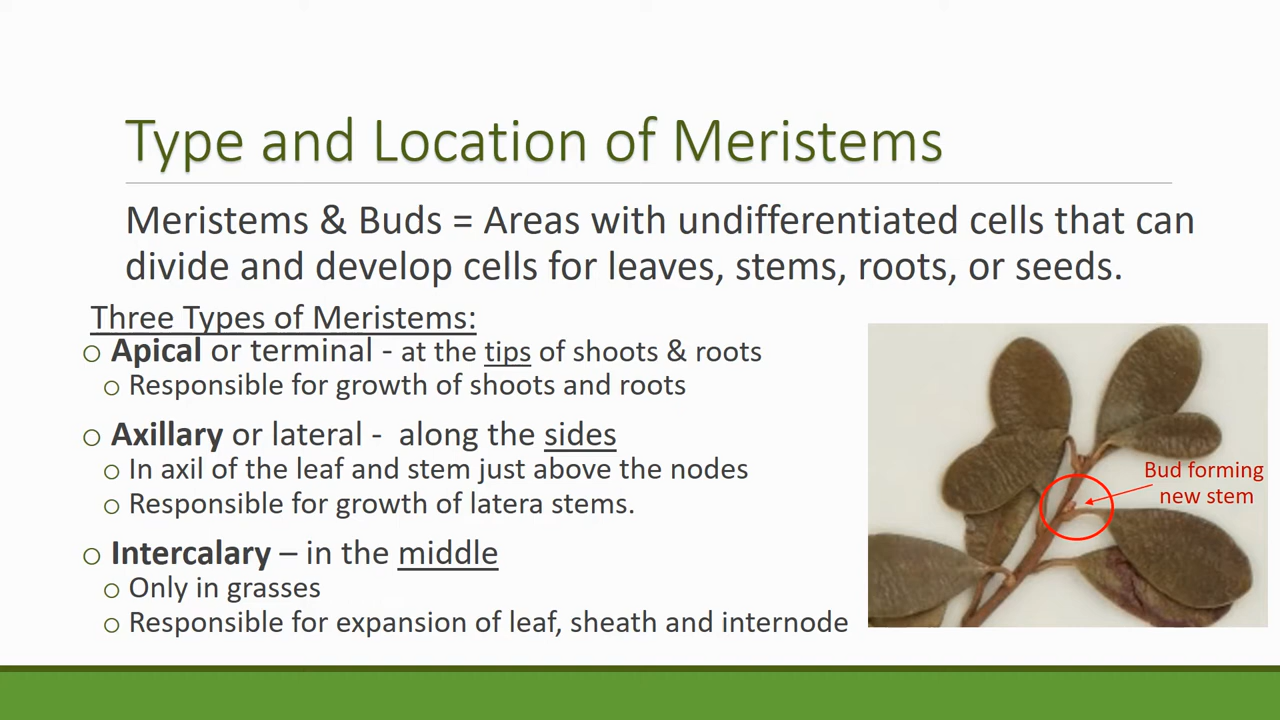 Type and Location of Meristems
Meristems & Buds = Areas with undifferentiated cells that can
divide and develop cells for leaves, stems, roots, or seeds.
Three Types of Meristems:
o Apical or terminal - at the tips of shoots & roots
o Responsible for growth of shoots and roots
o Axillary or lateral -  along the sides
o In axil of the leaf and stem just above the nodes
o Responsible for growth of latera stems.
o Intercalary – in the middle
o Only in grasses
o Responsible for expansion of leaf, sheath and internode
Bud forming
new stem